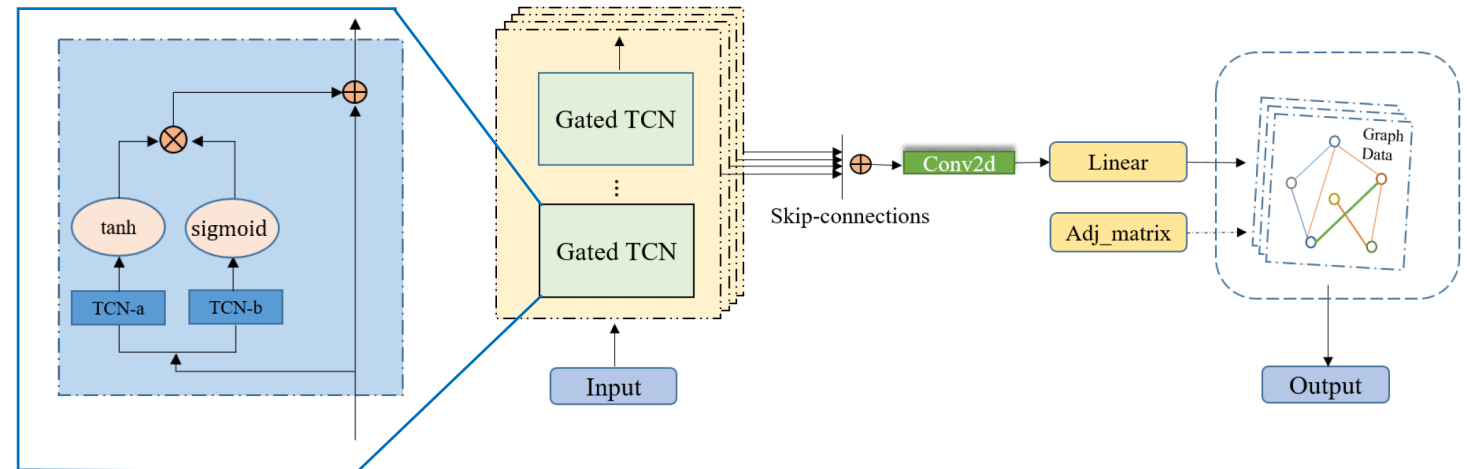 tanh
sigmoid
TCN-a
TCN-b
Gated TCN
...
Gated TCN
Input
Skip-connections
Conv2d
Linear
Adj_matrix
Graph
Data
Output